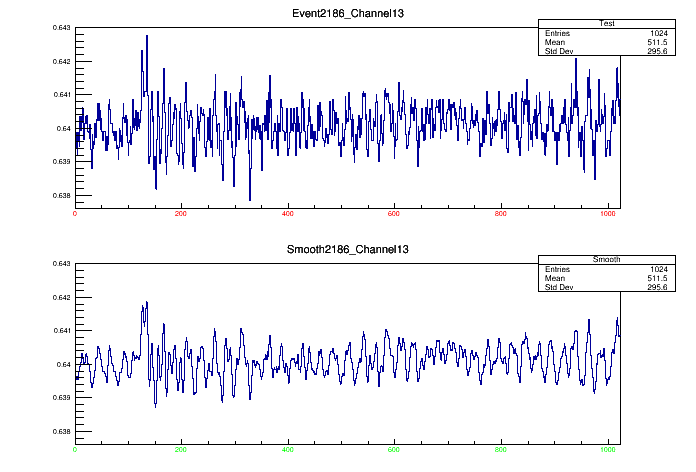 Event2186_Channel13
Test
Entries 1024
Mean 511.5
Std Dev 295.6
0.643
0.642
0.641
0.64
0.639
0.638
0 200 400 600 800 1000
Smooth2186_Channel13
Smooth
Entries 1024
Mean 511.5
Std Dev 295.6
0.643
0.642
0.641
0.64
0.639
0.638
0 200 400 600 800 1000